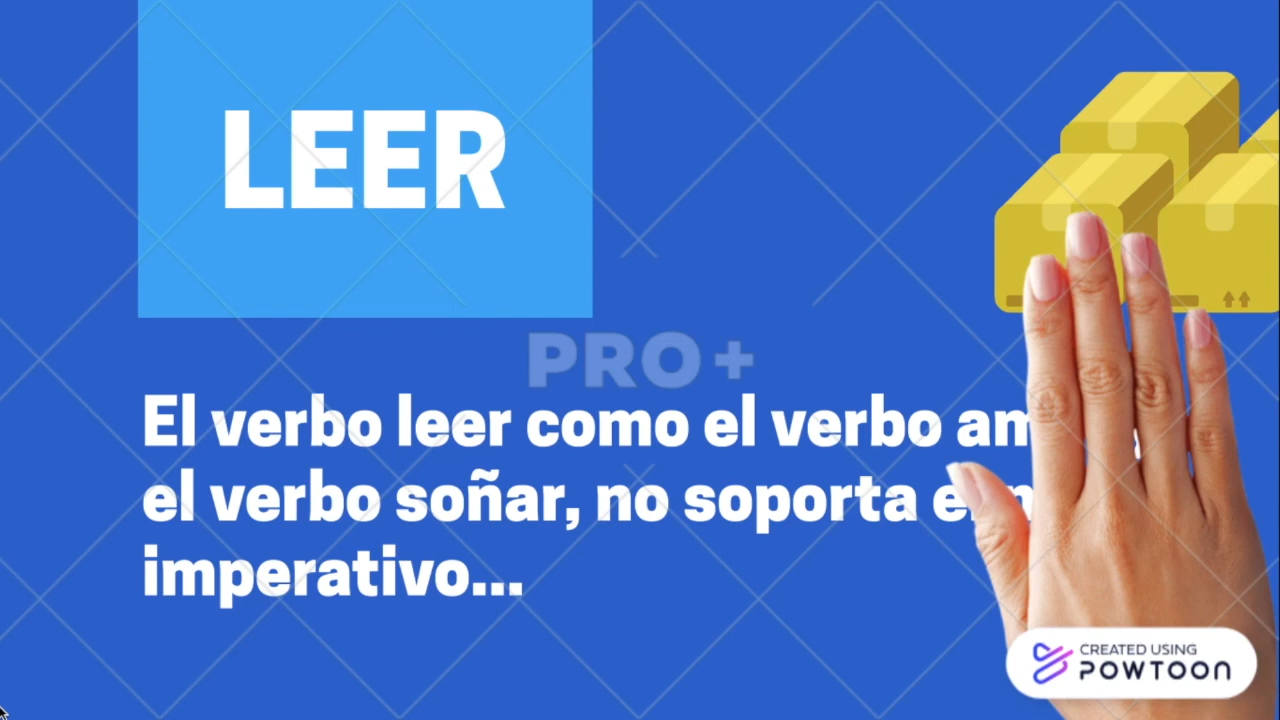 LEER
PRO+
El verbo leer como el verbo
el verbo soñar, no soporta
imperativo...
CREATED USING
POWTOON